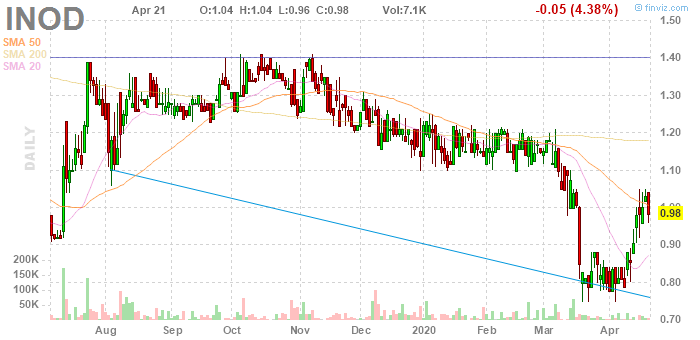 INOD Apr 21 O:1.04 H:1.04 L:0.96 C:0.98 V:7.1K -0.05 (4.38%) © finviz.com
SMA 50
SMA 200
SMA 20
DAILY
1.50
1.40
1.30
1.20
1.10
1.00
0.98
0.90
0.80
0.70
200K
150K
100K
50K
Aug Sep Oct Nov Dec 2020 Feb Mar Apr